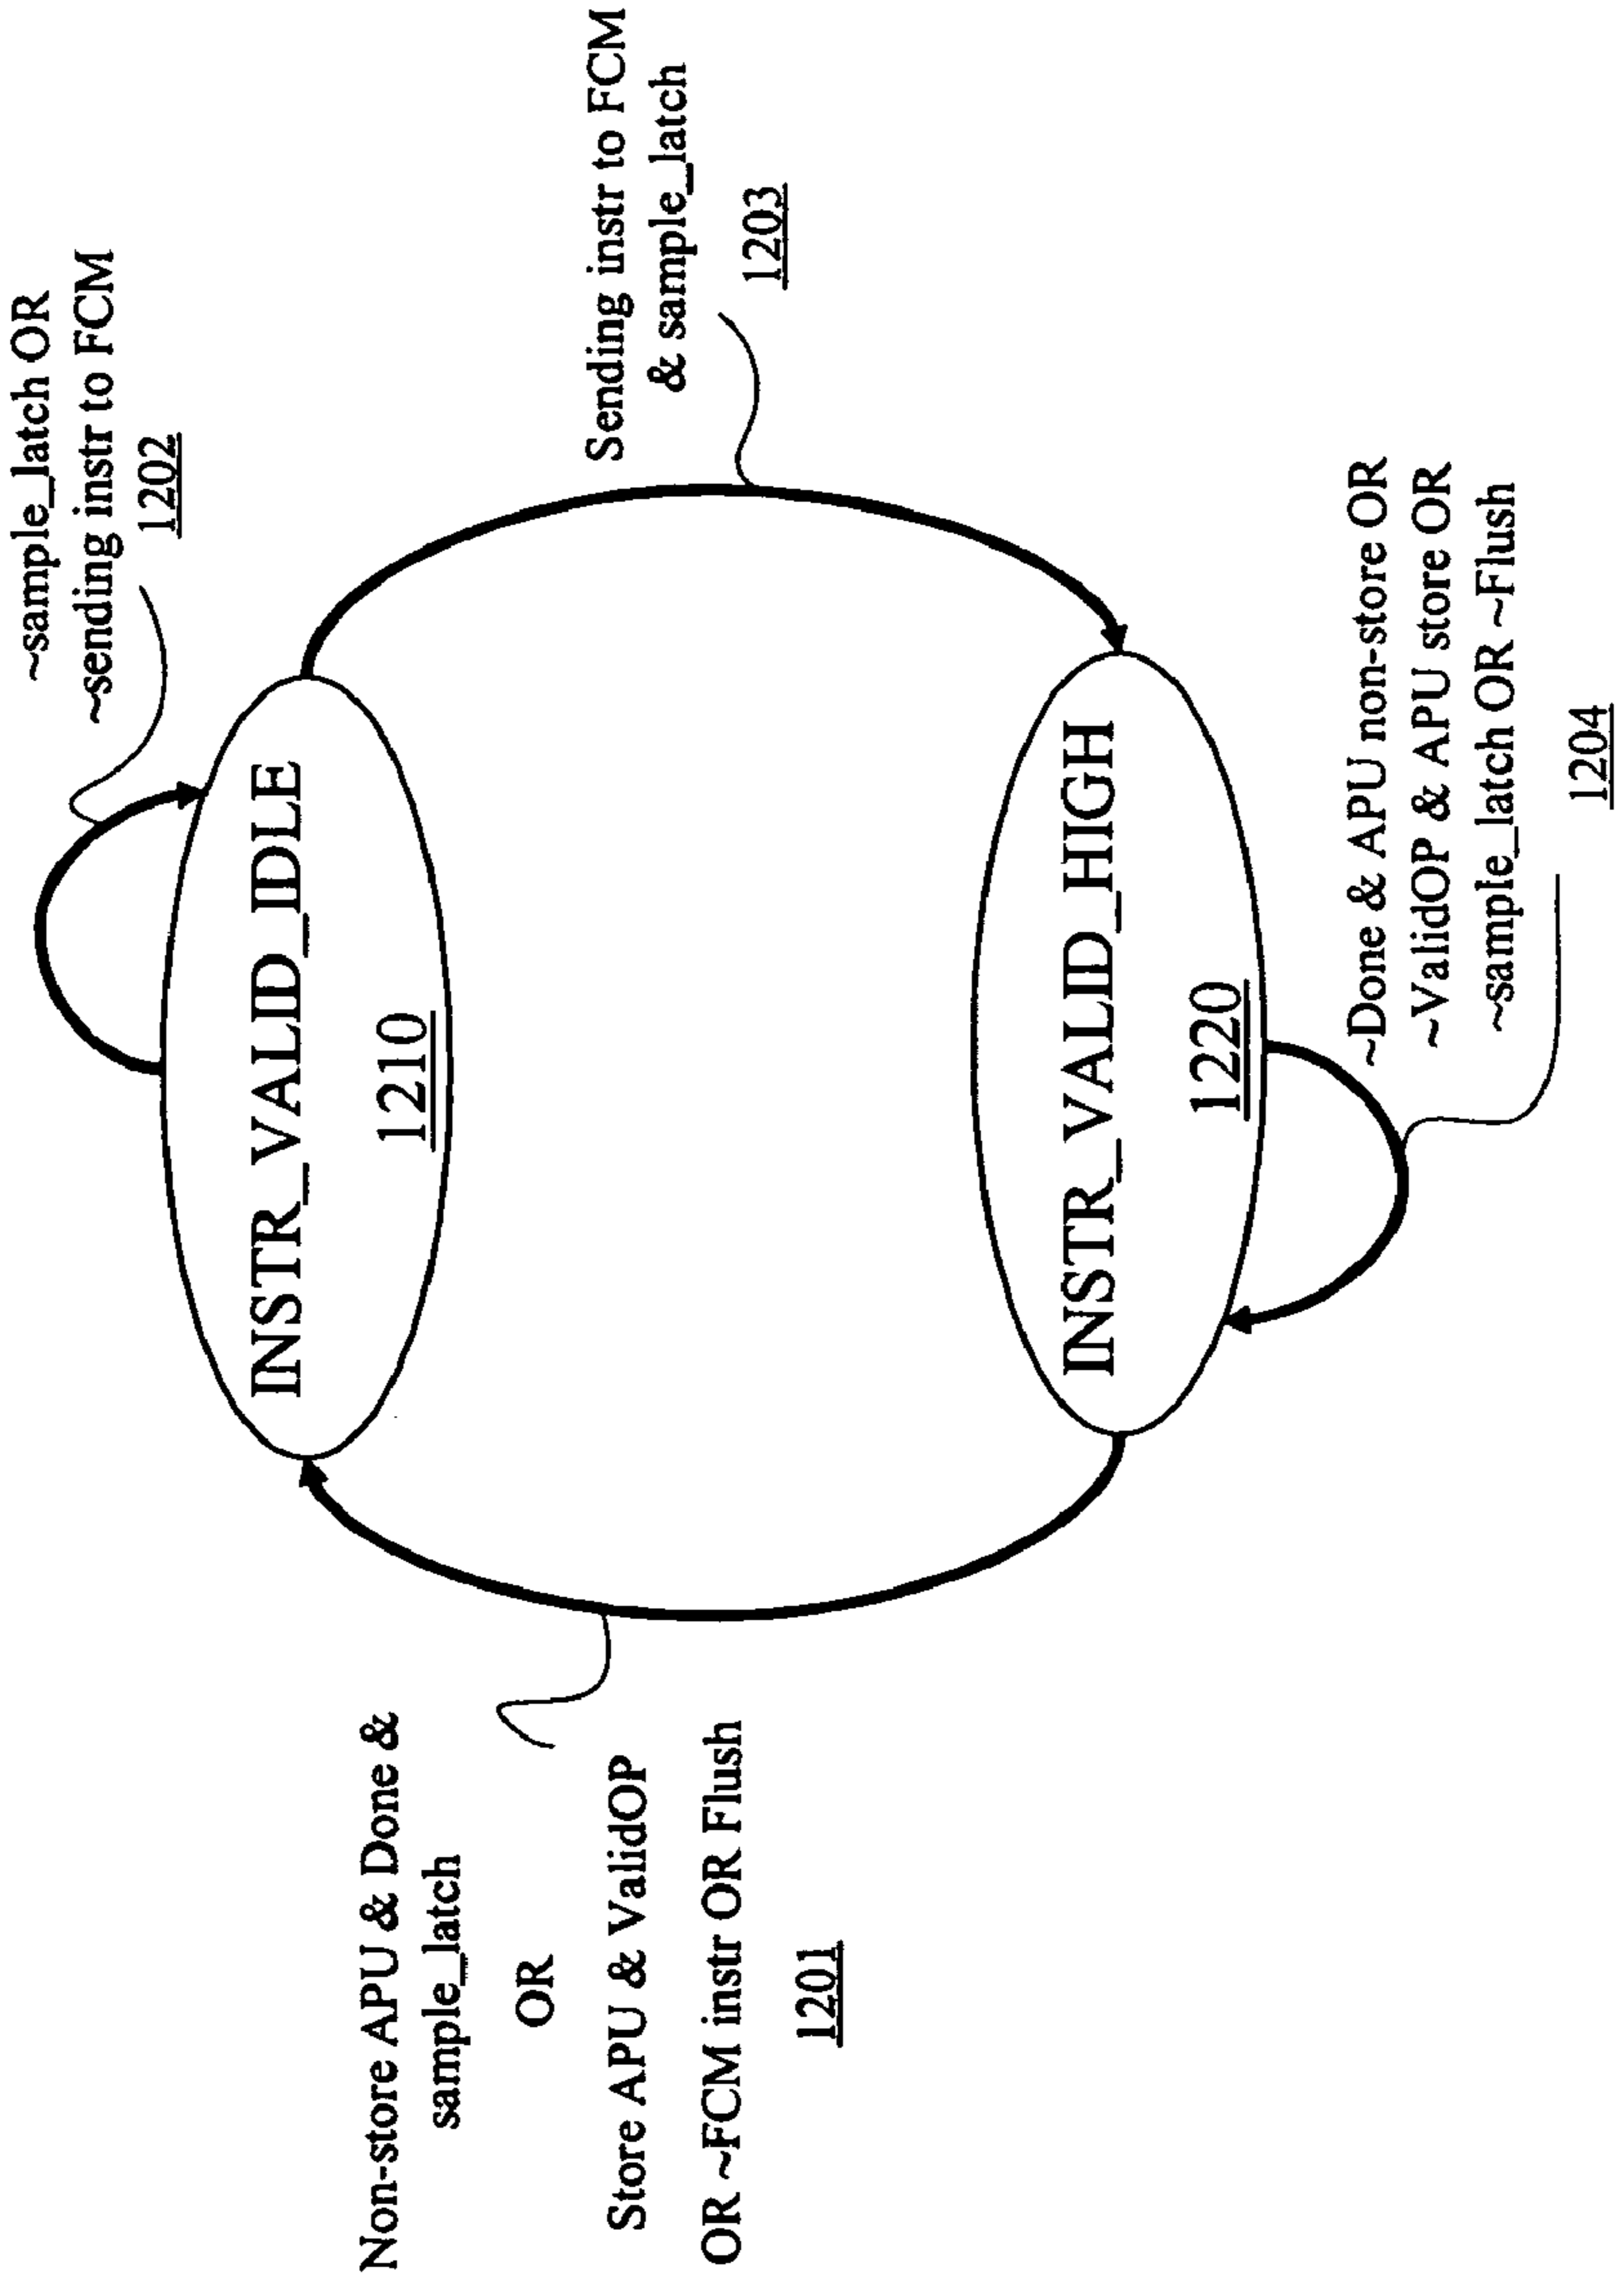 ~sample_latch OR
~sending instr to FCM
1202
INSTR_VALID_IDLE
1210
Non-store APU & Done &
sample_latch
OR
Store APU & ValidOP
OR ~FCM instr OR Flush
1201
Sending instr to FCM
& sample_latch
1203
INSTR_VALID_HIGH
1220
~Done & APU non-store OR
~ValidOP & APU store OR
~sample_latch OR ~Flush
1204